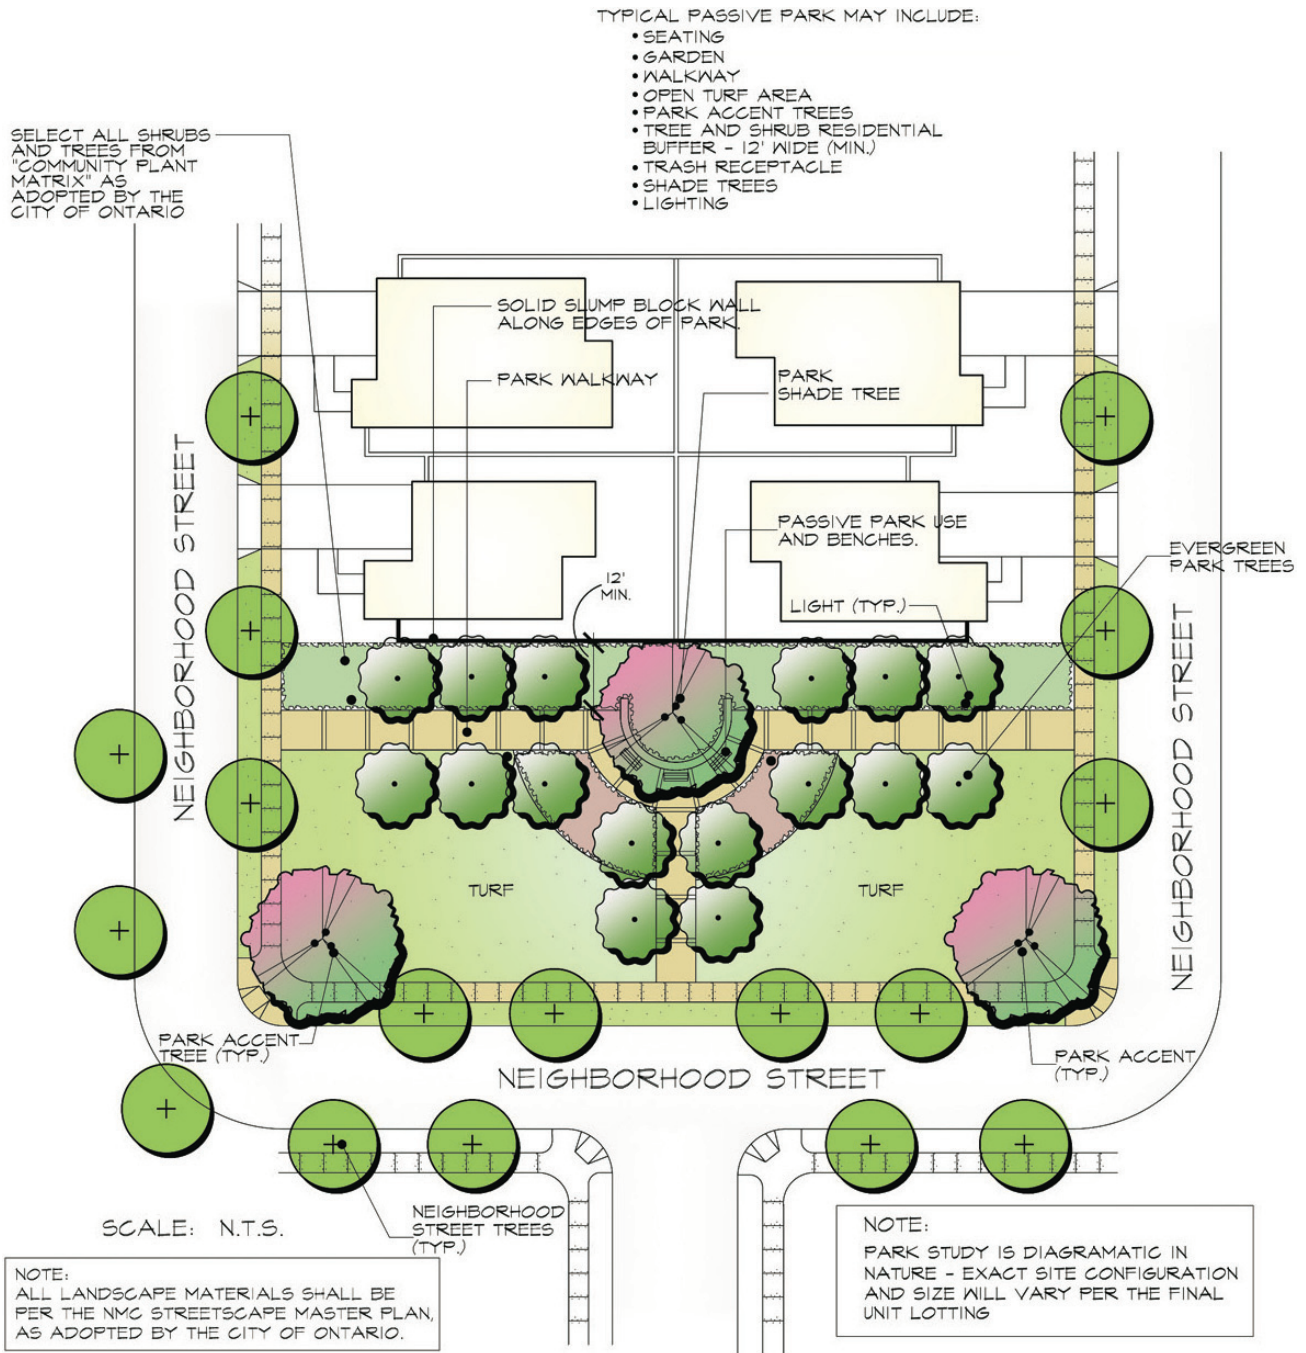 TYPICAL PASSIVE PARK MAY INCLUDE:
• SEATING
• GARDEN
• WALKWAY
• OPEN TURF AREA
• PARK ACCENT TREES
• TREE AND SHRUB RESIDENTIAL
BUFFER - 12' WIDE (MIN.)
• TRASH RECEPTACLE
• SHADE TREES
• LIGHTING
SELECT ALL SHRUBS
AND TREES FROM
"COMMUNITY PLANT
MATRIX" AS
ADOPTED BY THE
CITY OF ONTARIO
SOLID SLUMP BLOCK WALL
ALONG EDGES OF PARK.
PARK WALKWAY
PARK
SHADE TREE
PASSIVE PARK USE
AND BENCHES.
EVERGREEN
PARK TREES
12'
MIN.
LIGHT (TYP.)
NEIGHBORHOOD STREET
NEIGHBORHOOD STREET
TURF
TURF
PARK ACCENT
TREE (TYP.)
PARK ACCENT
(TYP.)
NEIGHBORHOOD STREET
NEIGHBORHOOD
STREET TREES
(TYP.)
SCALE: N.T.S.
NOTE:
ALL LANDSCAPE MATERIALS SHALL BE
PER THE NMC STREETSCAPE MASTER PLAN,
AS ADOPTED BY THE CITY OF ONTARIO.
NOTE:
PARK STUDY IS DIAGRAMATIC IN
NATURE - EXACT SITE CONFIGURATION
AND SIZE WILL VARY PER THE FINAL
UNIT LOTTING